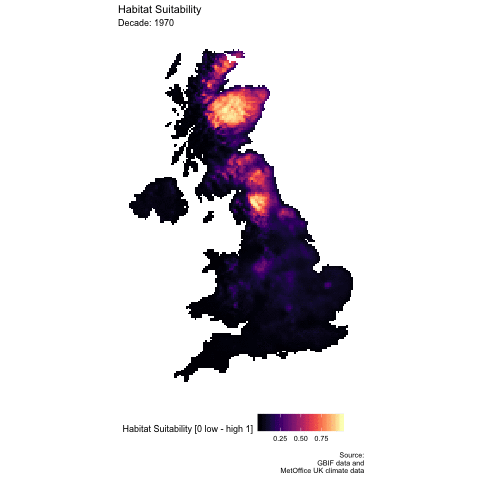 Habitat Suitability
Decade: 1970
Habitat Suitability [0 low - high 1]
0.25 0.50 0.75
Source:
GBIF data and
MetOffice UK climate data